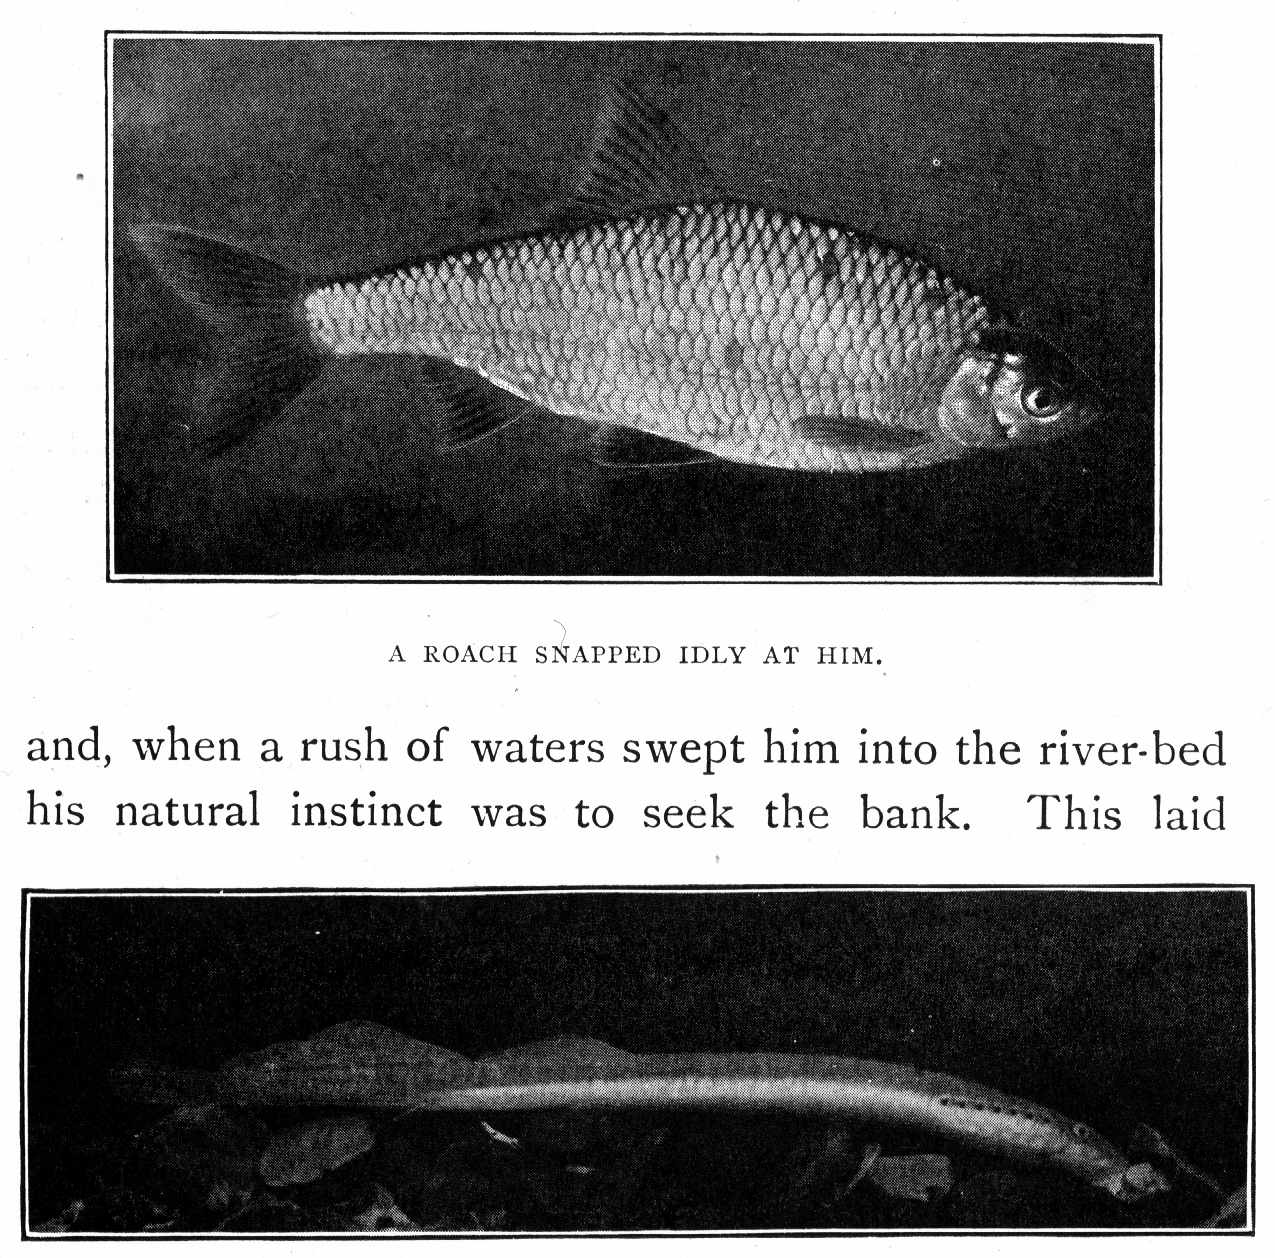 A ROACH SNAPPED IDLY AT HIM.
and, when a rush of waters swept him into the river-bed
his natural instinct was to seek the bank. This laid